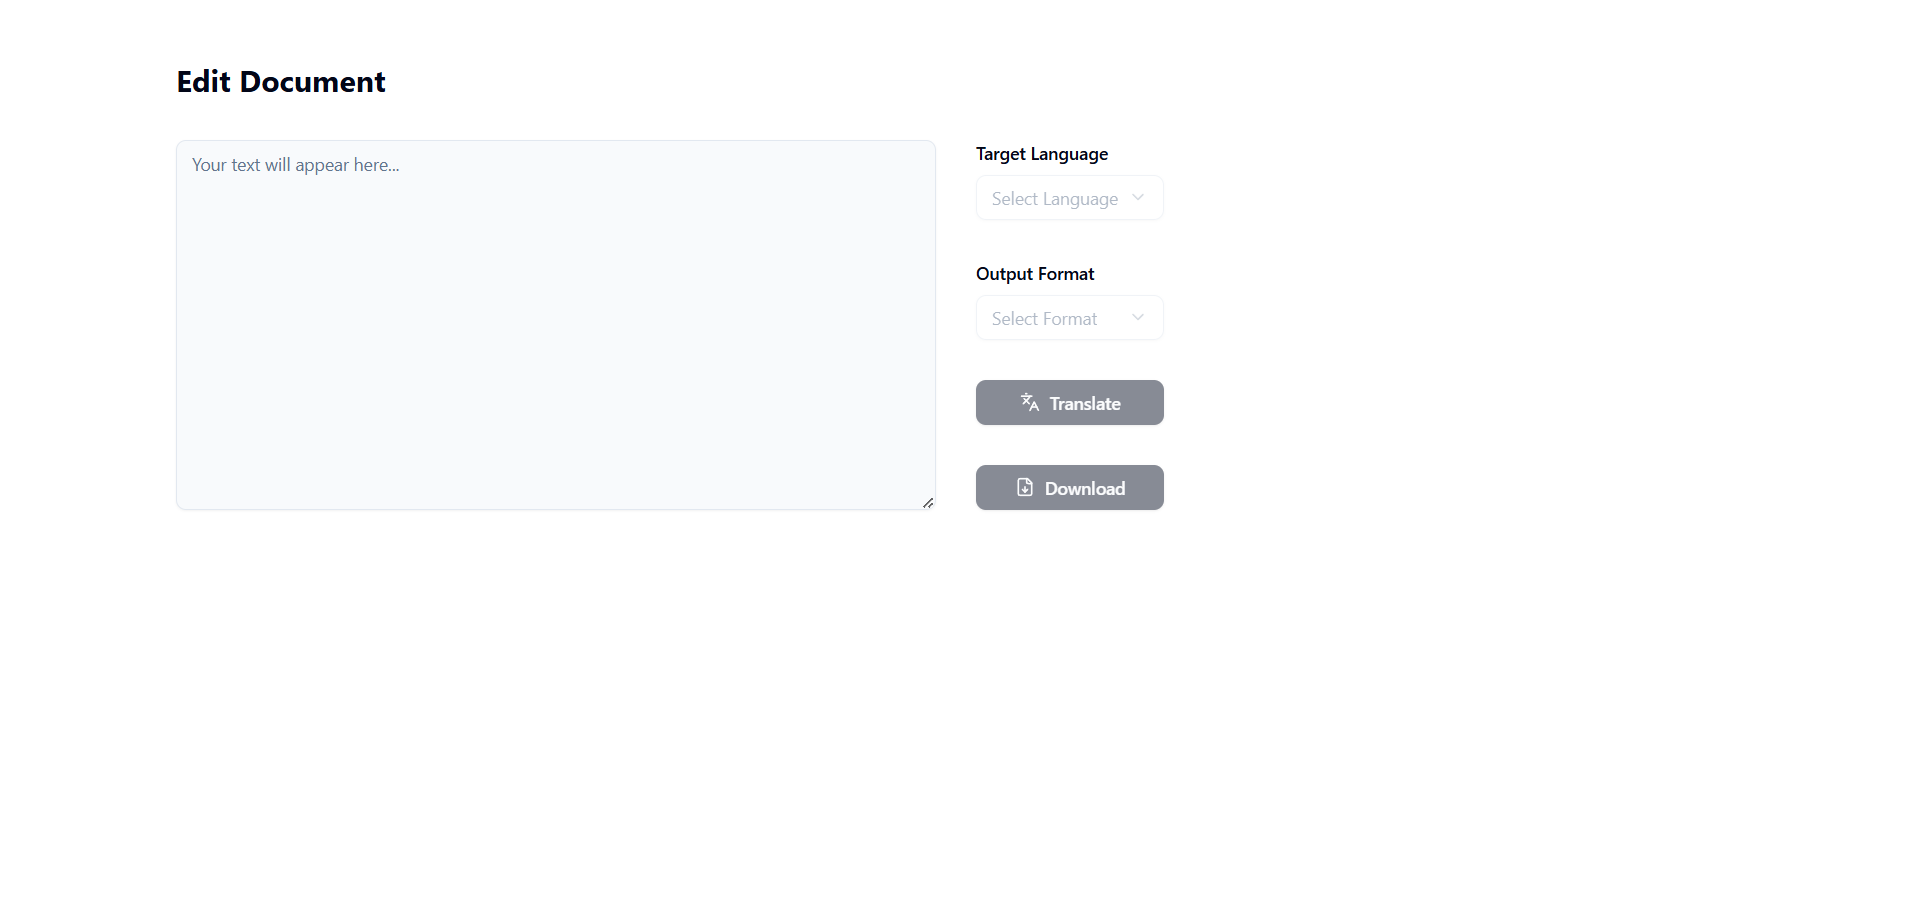 Edit Document
Your text will appear here...
Target Language
Select Language
Output Format
Select Format
Translate
Download